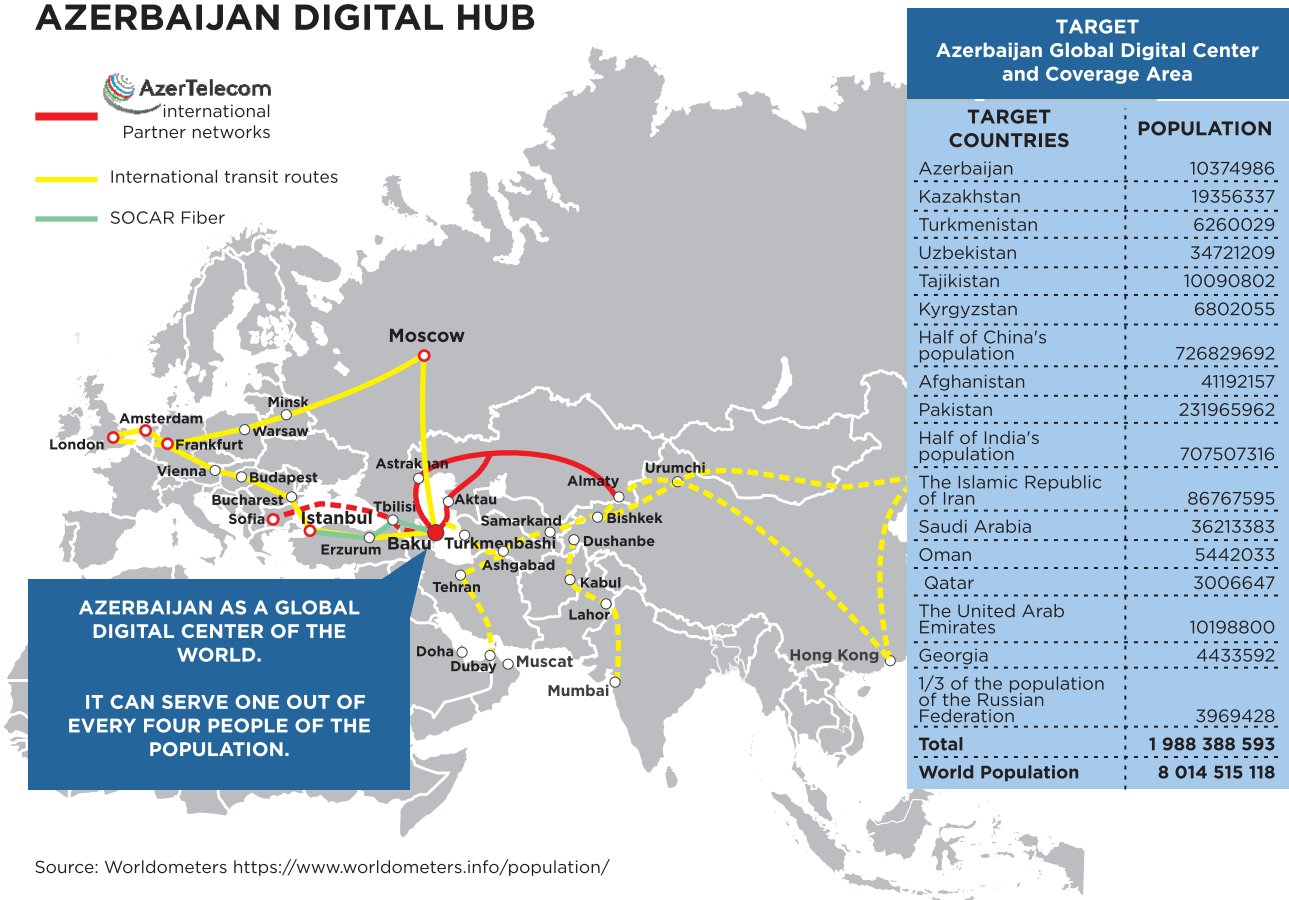 AZERBAIJAN DIGITAL HUB
AzerTelecom
international
Partner networks
International transit routes
SOCAR Fiber
Moscow
Minsk
Amsterdam
Warsaw
London
Frankfurt
Vienna
Budapest
Bucharest
Sofia
Istanbul
Erzurum
Tbilisi
Astrakhan
Baku
Aktau
Turkmenbashi
Samarkand
Ashgabad
Tehran
Almaty
Urumchi
Bishkek
Dushanbe
Kabul
Lahor
Doha
Dubay
Muscat
Mumbai
Hong Kong
AZERBAIJAN AS A GLOBAL
DIGITAL CENTER OF THE
WORLD.
IT CAN SERVE ONE OUT OF
EVERY FOUR PEOPLE OF THE
POPULATION.
TARGET
Azerbaijan Global Digital Center
and Coverage Area
TARGET
COUNTRIES
POPULATION
Azerbaijan 10374986
Kazakhstan 19356337
Turkmenistan 6260029
Uzbekistan 34721209
Tajikistan 10090802
Kyrgyzstan 6802055
Half of China's
population 726829692
Afghanistan 41192157
Pakistan 231965962
Half of India's
population 707507316
The Islamic Republic
of Iran 86767595
Saudi Arabia 36213383
Oman 5442033
Qatar 3006647
The United Arab
Emirates 10198800
Georgia 4433592
1/3 of the population
of the Russian
Federation 3969428
Total 1 988 388 593
World Population 8 014 515 118
Source: Worldometers https://www.worldometers.info/population/